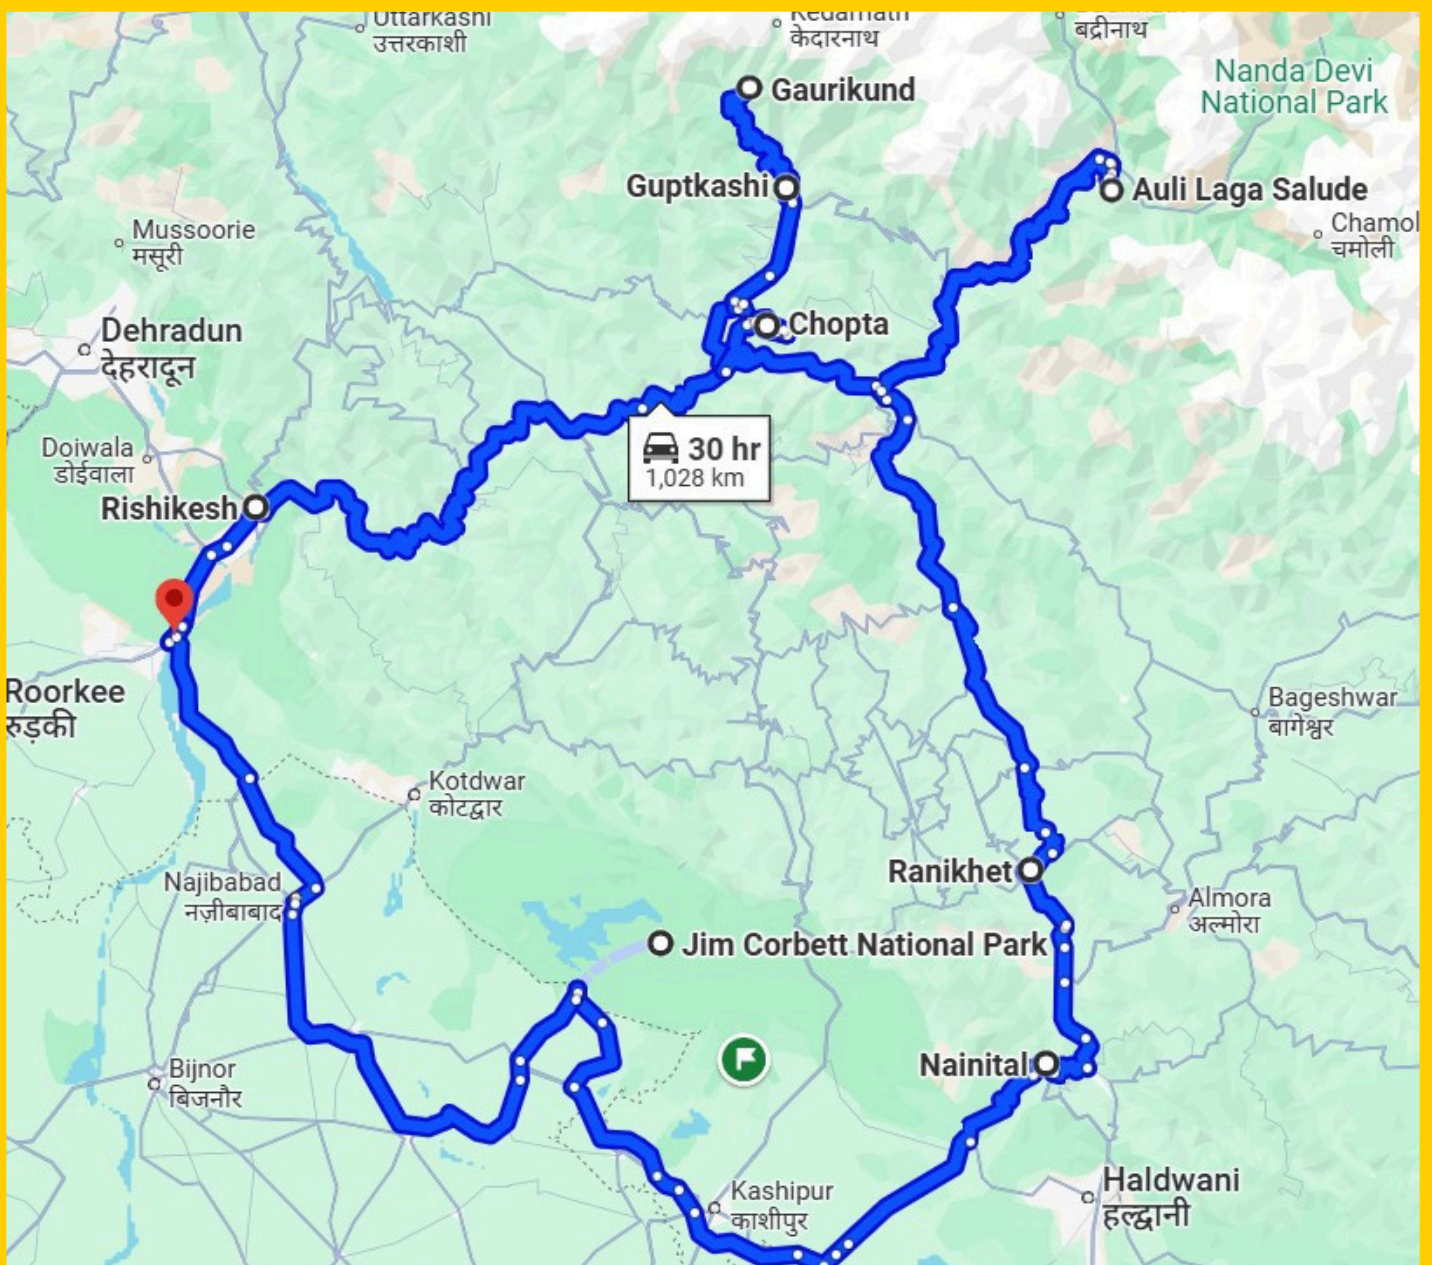 Uttarkashi
उत्तरकाशी
Kedarnath
केदारनाथ
बद्रीनाथ
Nanda Devi
National Park
Gaurikund
Guptkashi
Auli Laga Salude
Mussoorie
मसूरी
Chamol
चमोली
Dehradun
देहरादून
Chopta
Doiwala
डोईवाला
30 hr
1,028 km
Rishikesh
Roorkee
रुड़की
Bageshwar
बागेश्वर
Kotdwar
कोटद्वार
Ranikhet
Najibabad
नज़ीबाबाद
Almora
अल्मोरा
Jim Corbett National Park
Nainital
Bijnor
बिजनौर
Kashipur
काशीपुर
Haldwani
हल्द्वानी